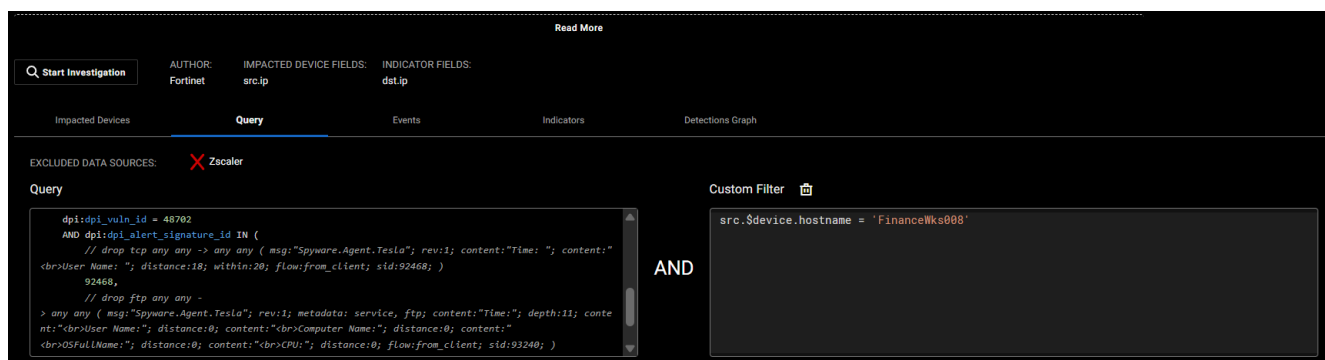 Read More
Start Investigation
AUTHOR:
Fortinet
IMPACTED DEVICE FIELDS:
src.ip
INDICATOR FIELDS:
dst.ip
Impacted Devices
Query
Events
Indicators
Detections Graph
EXCLUDED DATA SOURCES:
Zscaler
Query
dpi:dpi_vuln_id = 48702
AND dpi:dpi_alert_signature_id IN (
// drop tcp any any -> any any ( msg:"Spyware.Agent.Tesla"; rev:1; content:"Time: "; content:"
<br>User Name: "; distance:18; within:20; flow:from_client; sid:92468; )
92468,
// drop ftp any any -
> any any ( msg:"Spyware.Agent.Tesla"; rev:1; metadata: service, ftp; content:"Time:"; depth:11; conte
nt:"<br>User Name:"; distance:0; content:"<br>Computer Name:"; distance:0; content:"
<br>OSFullName:"; distance:0; content:"<br>CPU:"; distance:0; flow:from_client; sid:93240; )
AND
Custom Filter
src.$device.hostname = 'FinanceWks008'